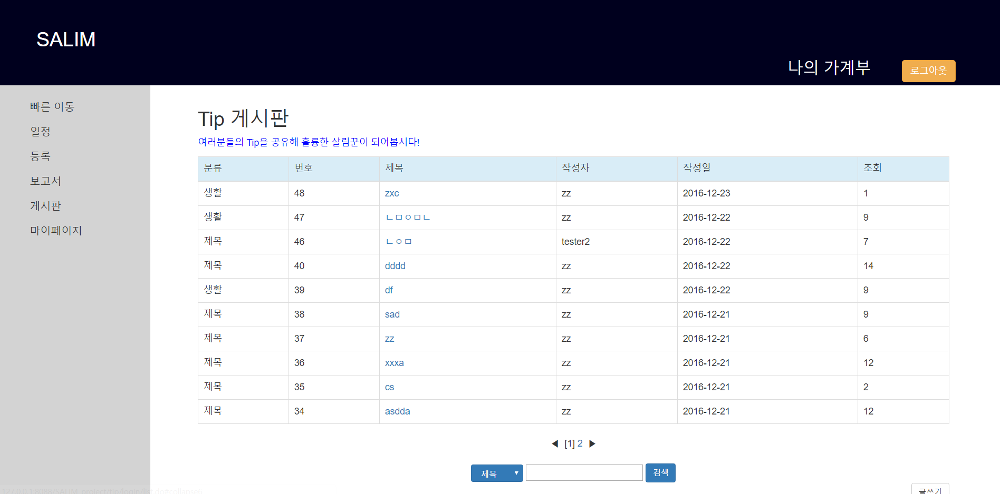 SALIM
나의 가계부
로그아웃
빠른 이동
일정
등록
보고서
게시판
마이페이지
Tip 게시판
여러분들의 Tip을 공유해 훌륭한 살림꾼이 되어봅시다!
분류 번호 제목 작성자 작성일 조회
생활 48 zxc zz 2016-12-23 1
생활 47 ㄴㅁㅇㅁㄴ zz 2016-12-22 9
제목 46 ㄴㅇㅁ tester2 2016-12-22 7
제목 40 dddd zz 2016-12-22 14
생활 39 df zz 2016-12-22 9
제목 38 sad zz 2016-12-21 9
제목 37 zz zz 2016-12-21 6
제목 36 xxxa zz 2016-12-21 12
제목 35 cs zz 2016-12-21 2
제목 34 asdda zz 2016-12-21 12
◀ [1] 2 ▶
제목 ▼ 검색
글쓰기
127.0.0.1:8088/SALIM_project/tip/login/list.do#collapse6